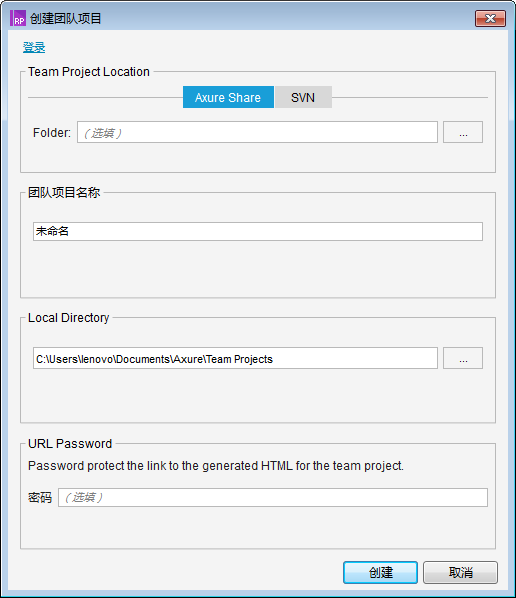 RP 创建团队项目
登录
Team Project Location
Axure Share SVN
Folder: （选填） ...
团队项目名称
未命名
Local Directory
C:\Users\lenovo\Documents\Axure\Team Projects ...
URL Password
Password protect the link to the generated HTML for the team project.
密码 （选填）
创建 取消